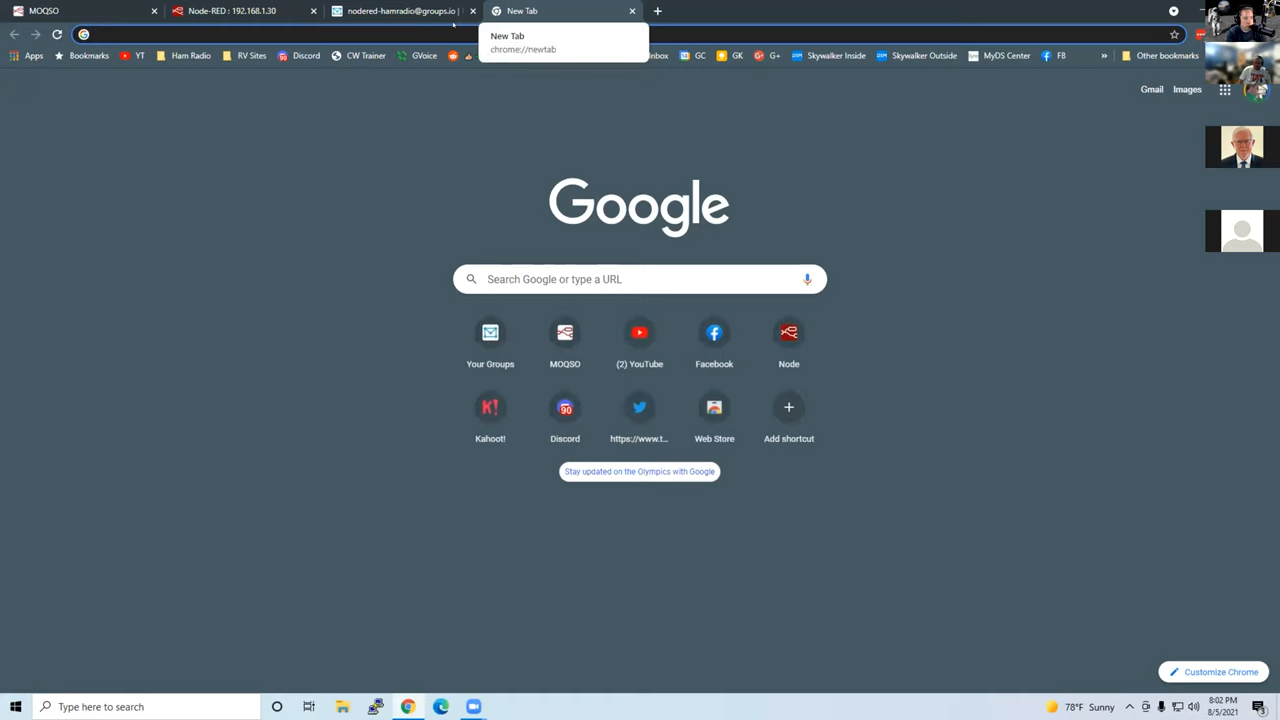 MOQSO
Node-RED : 192.168.1.30
nodered-hamradio@groups.io |
New Tab
New Tab
chrome://newtab
Apps
Bookmarks
YT
Ham Radio
RV Sites
Discord
CW Trainer
GVoice
Inbox
GC
GK
G+
Skywalker Inside
Skywalker Outside
MyDS Center
FB
»
Other bookmarks
Gmail
Images
Google
Search Google or type a URL
Your Groups
MOQSO
(2) YouTube
Facebook
Node
K!
90
Kahoot!
Discord
https://www.t...
Web Store
Add shortcut
Stay updated on the Olympics with Google
Customize Chrome
Type here to search
78°F Sunny
8:02 PM
8/5/2021